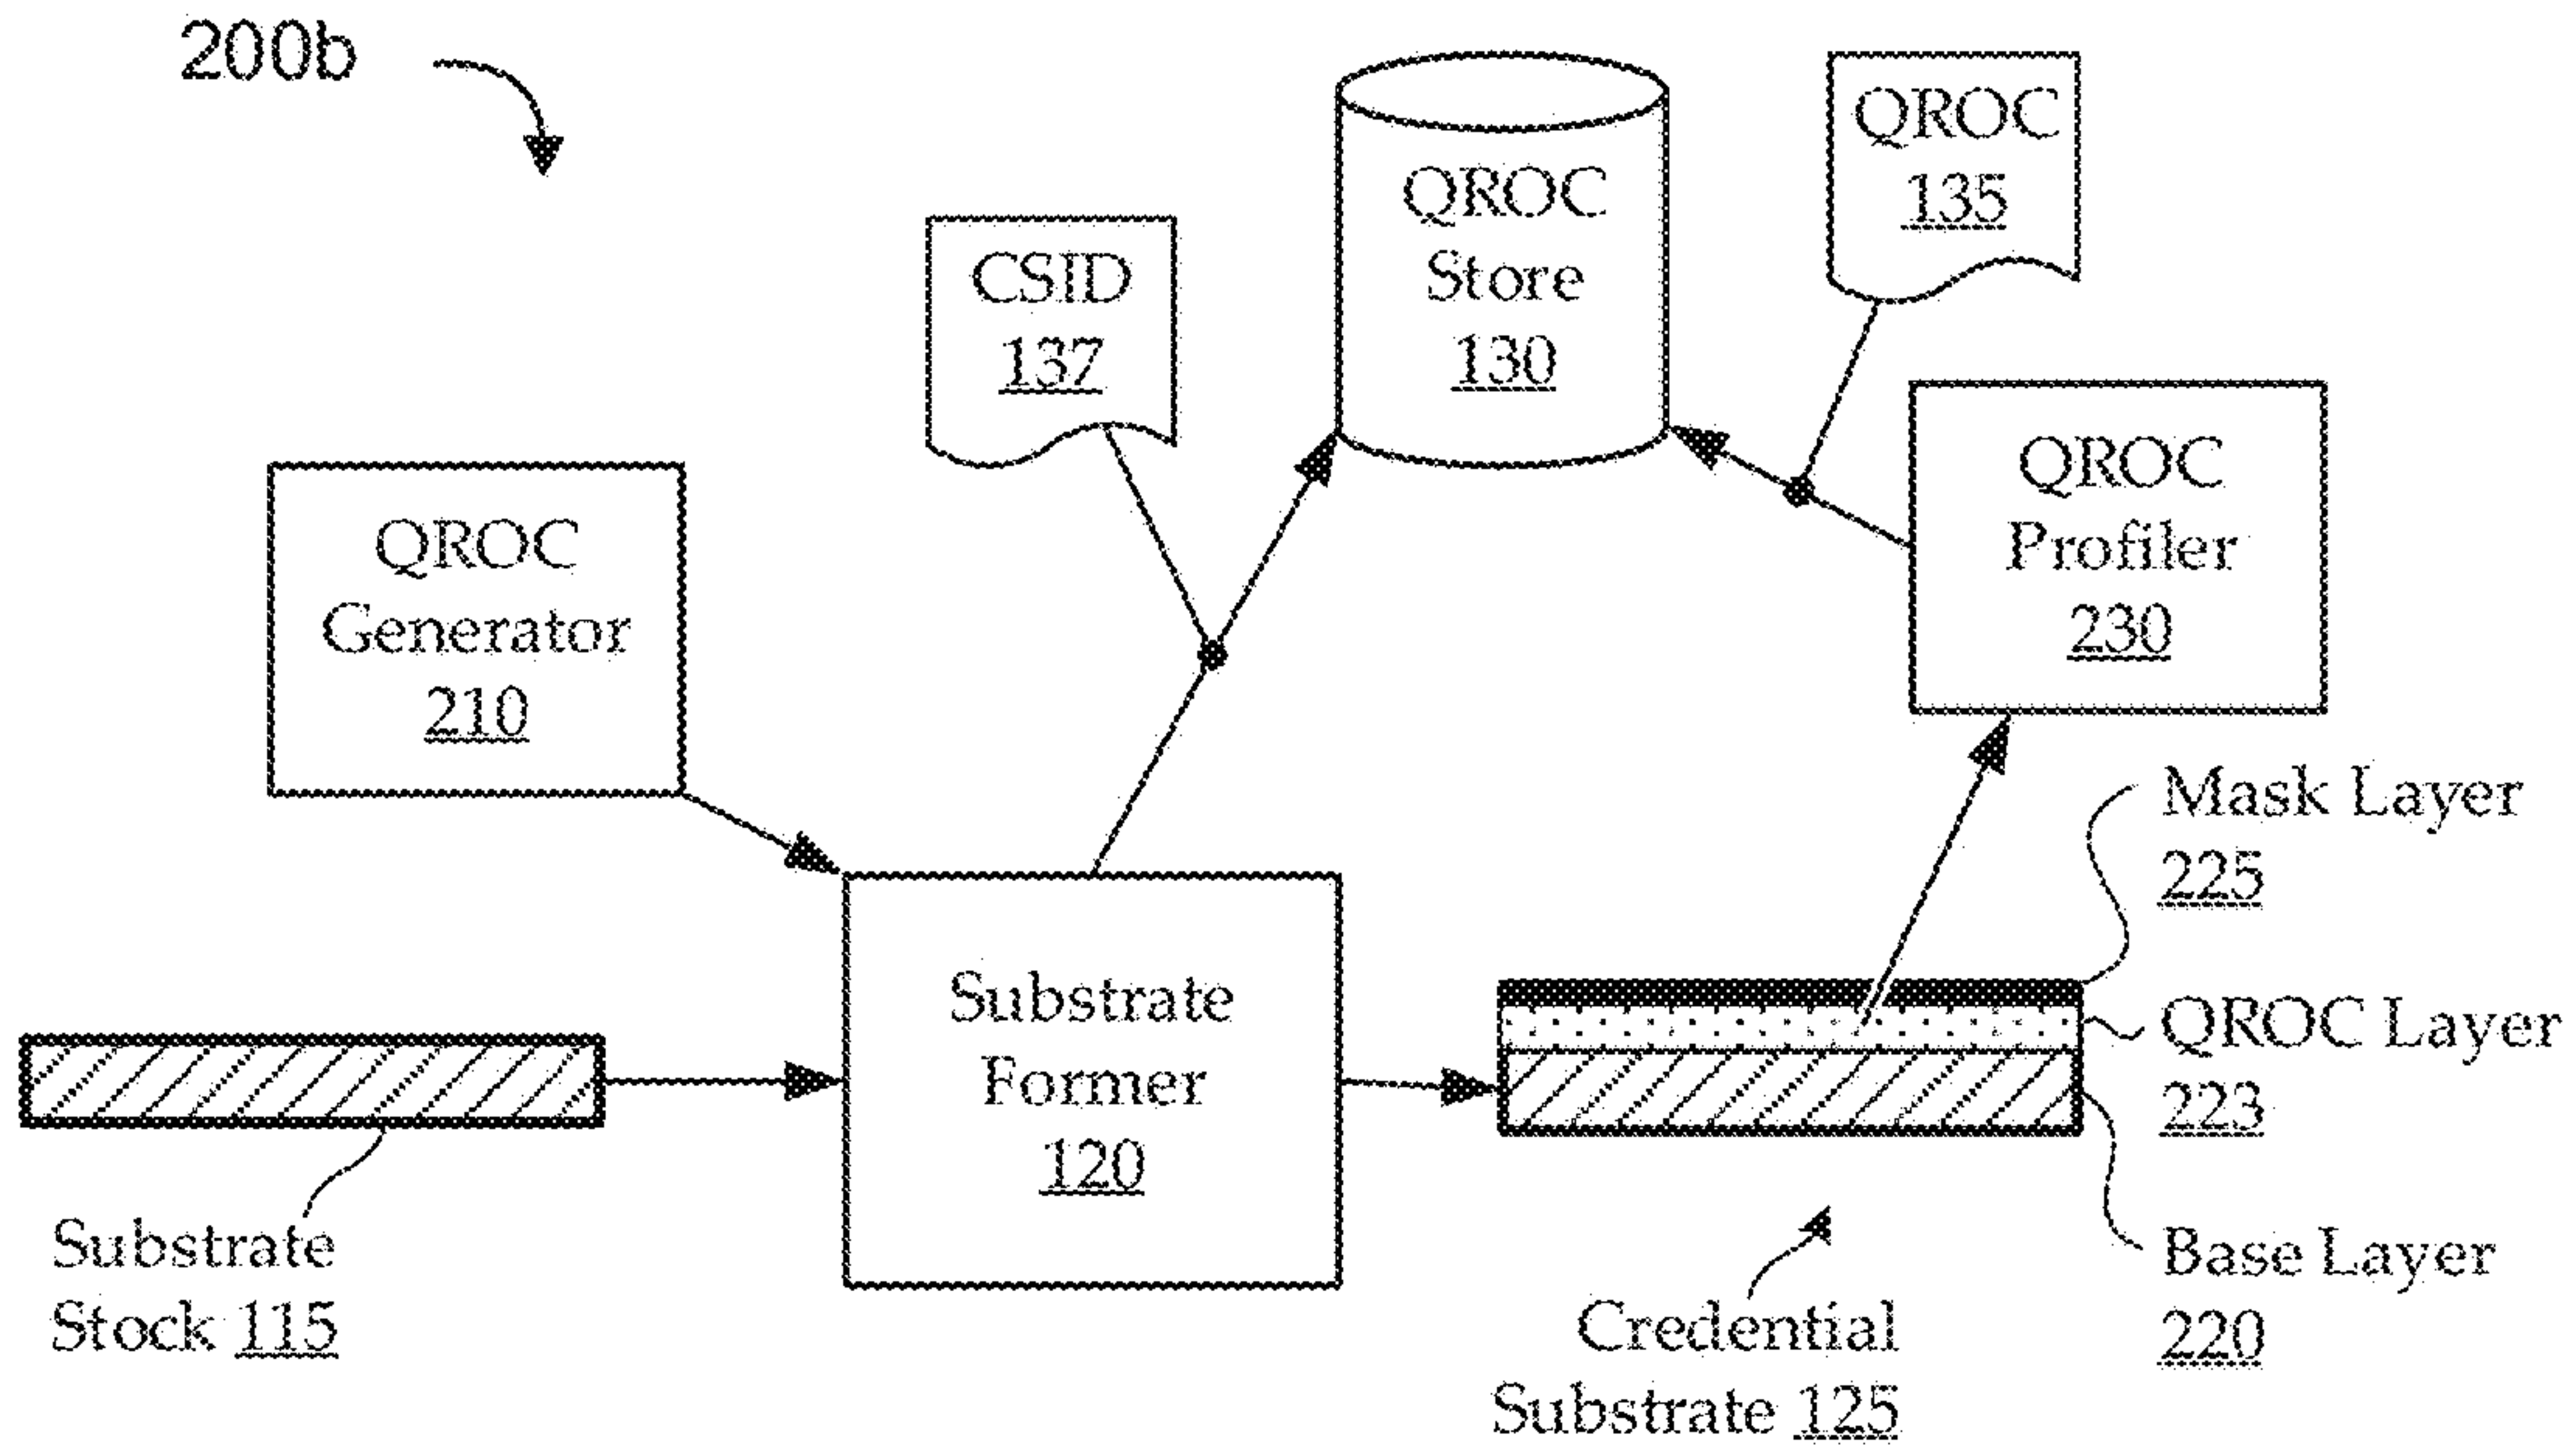 200b
QROC
135
QROC
Store
130
CSID
137
QROC
Generator
210
QROC
Profiler
230
Mask Layer
225
Substrate
Former
120
QROC Layer
223
Substrate
Stock 115
Base Layer
220
Credential
Substrate 125